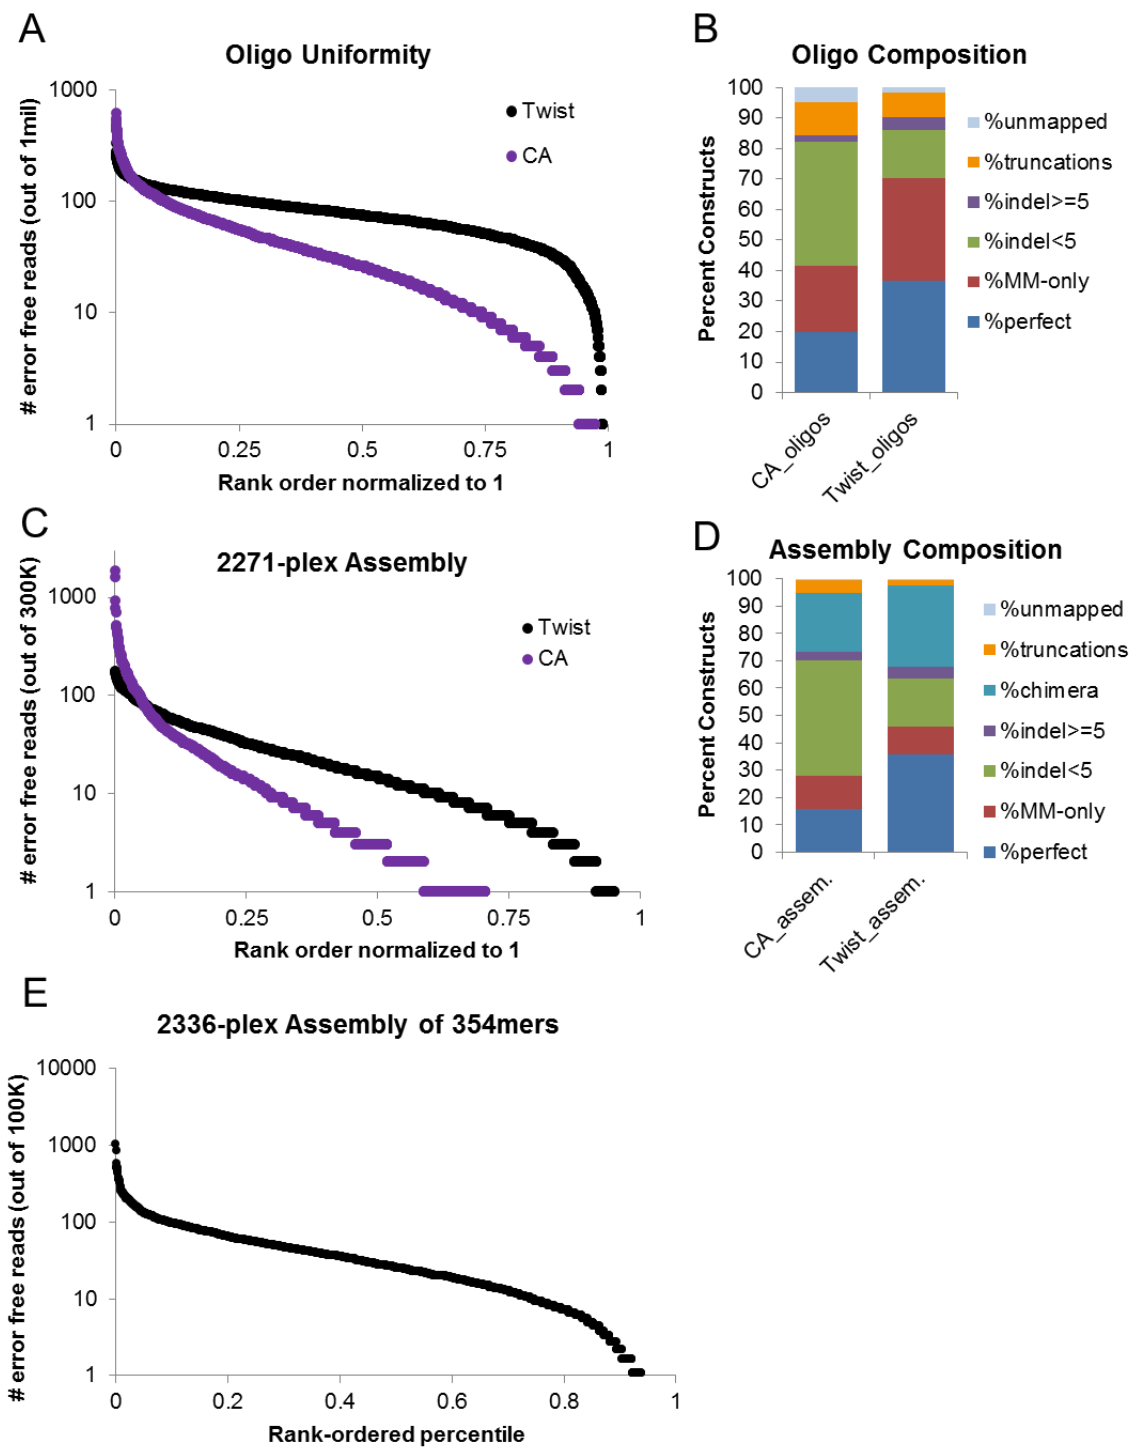 A
Oligo Uniformity
# error free reads (out of 1mil)
1000
100
10
1
Twist
CA
0 0.25 0.5 0.75 1
Rank order normalized to 1
B
Oligo Composition
Percent Constructs
100
90
80
70
60
50
40
30
20
10
0
CA_oligos
Twist_oligos
%unmapped
%truncations
%indel>=5
%indel<5
%MM-only
%perfect
C
2271-plex Assembly
# error free reads (out of 300K)
1000
100
10
1
Twist
CA
0 0.25 0.5 0.75 1
Rank order normalized to 1
D
Assembly Composition
Percent Constructs
100
90
80
70
60
50
40
30
20
10
0
CA_assem.
Twist_assem.
%unmapped
%truncations
%chimera
%indel>=5
%indel<5
%MM-only
%perfect
E
2336-plex Assembly of 354mers
# error free reads (out of 100K)
10000
1000
100
10
1
0 0.2 0.4 0.6 0.8 1
Rank-ordered percentile